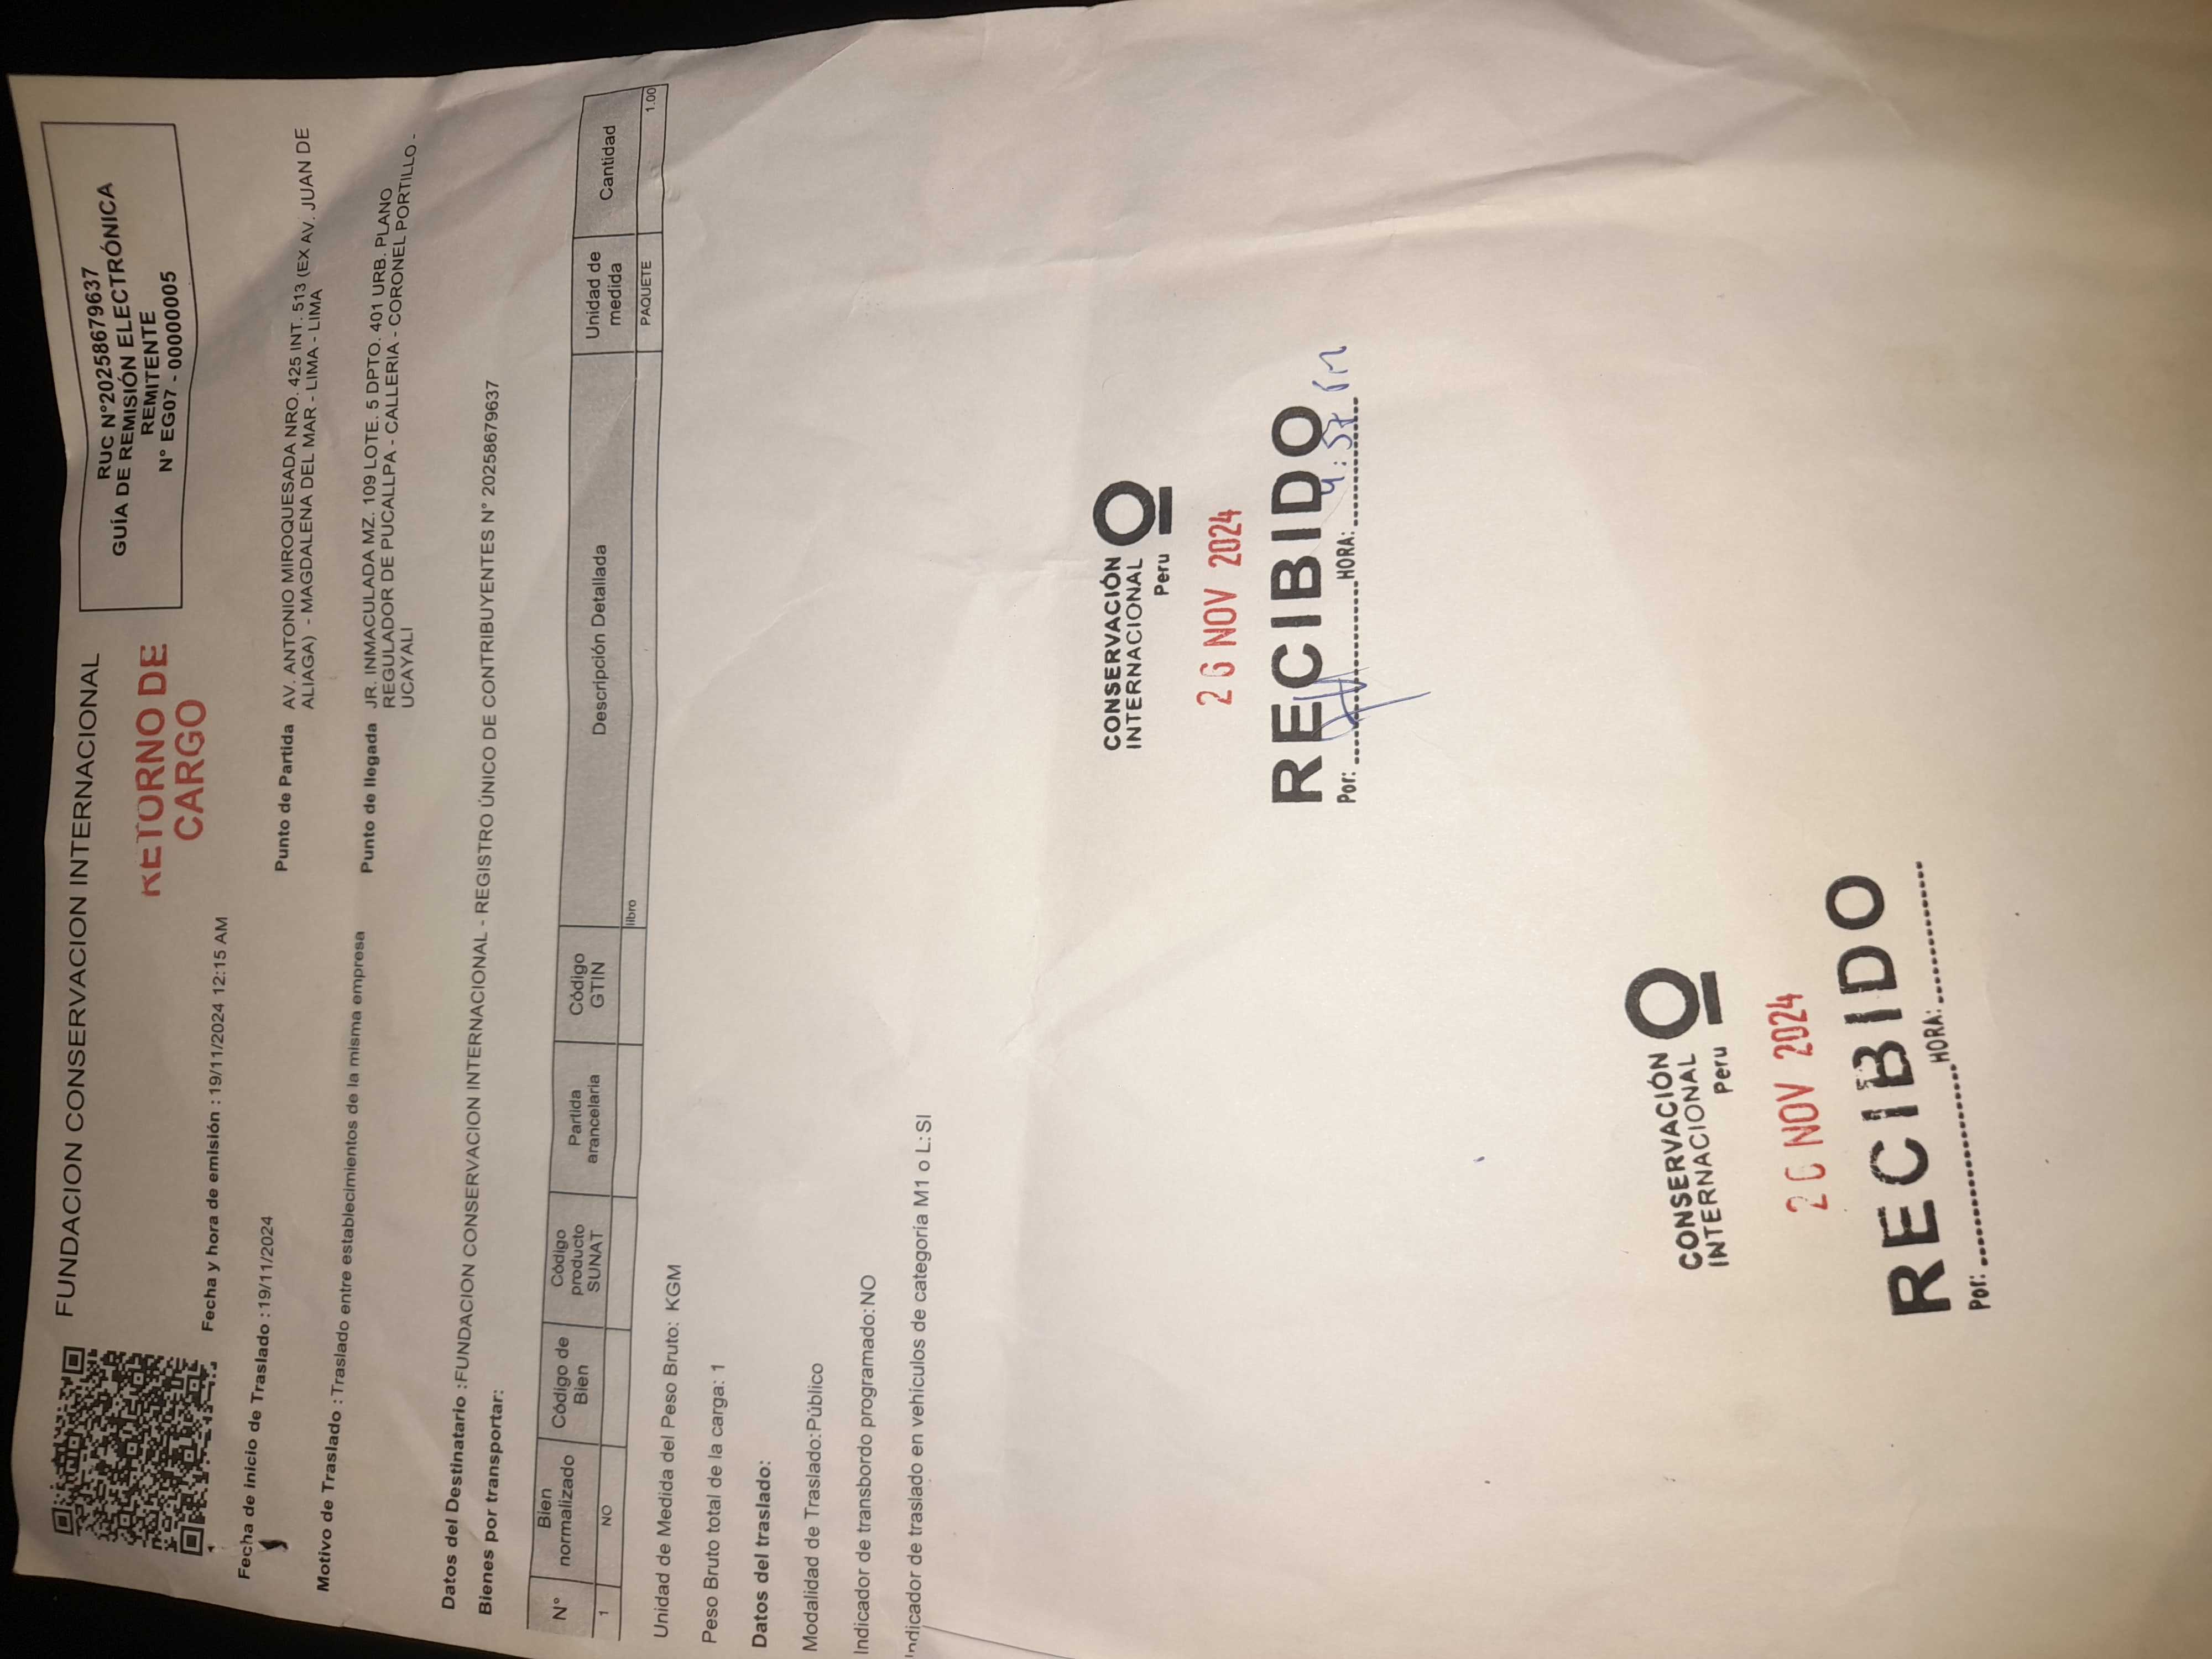 FUNDACION CONSERVACION INTERNACIONAL
RUC N°20258679637
GUÍA DE REMISIÓN ELECTRÓNICA
REMITENTE
N° EG07 - 00000005
RETORNO DE
CARGO
Fecha y hora de emisión : 19/11/2024 12:15 AM
Fecha de inicio de Traslado : 19/11/2024
Punto de Partida AV. ANTONIO MIROQUESADA NRO. 425 INT. 513 (EX AV. JUAN DE
ALIAGA) - MAGDALENA DEL MAR - LIMA - LIMA
Motivo de Traslado : Traslado entre establecimientos de la misma empresa
Punto de llegada JR. INMACULADA MZ. 109 LOTE. 5 DPTO. 401 URB. PLANO
REGULADOR DE PUCALLPA - CALLERIA - CORONEL PORTILLO -
UCAYALI
Datos del Destinatario : FUNDACION CONSERVACION INTERNACIONAL - REGISTRO ÚNICO DE CONTRIBUYENTES N° 20258679637
Bienes por transportar:
N° Bien normalizado Código de Bien Código producto SUNAT Partida arancelaria Código GTIN Descripción Detallada Unidad de medida Cantidad
1 NO libro PAQUETE 1.00
Unidad de Medida del Peso Bruto: KGM
Peso Bruto total de la carga: 1
Datos del traslado:
Modalidad de Traslado:Público
Indicador de transbordo programado:NO
Indicador de traslado en vehículos de categoría M1 o L:SI
CONSERVACIÓN
INTERNACIONAL
Peru
26 NOV 2024
RECIBIDO
Por: HORA: 4:57 pm
CONSERVACIÓN
INTERNACIONAL
Peru
26 NOV 2024
RECIBIDO
Por: HORA: